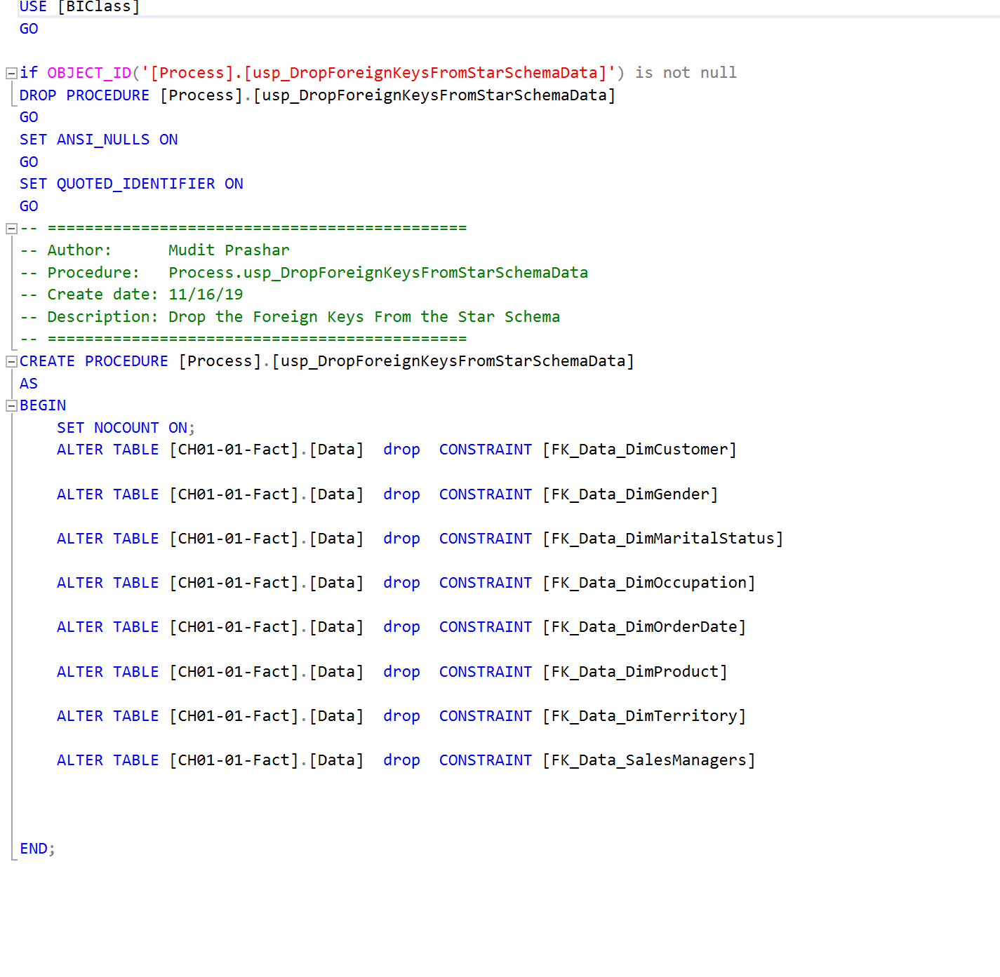 USE [BIClass]
GO
if OBJECT_ID('[Process].[usp_DropForeignKeysFromStarSchemaData]') is not null
DROP PROCEDURE [Process].[usp_DropForeignKeysFromStarSchemaData]
GO
SET ANSI_NULLS ON
GO
SET QUOTED_IDENTIFIER ON
GO
-- =============================================
-- Author:      Mudit Prashar
-- Procedure:   Process.usp_DropForeignKeysFromStarSchemaData
-- Create date: 11/16/19
-- Description: Drop the Foreign Keys From the Star Schema
-- =============================================
CREATE PROCEDURE [Process].[usp_DropForeignKeysFromStarSchemaData]
AS
BEGIN
    SET NOCOUNT ON;
    ALTER TABLE [CH01-01-Fact].[Data]  drop  CONSTRAINT [FK_Data_DimCustomer]
    ALTER TABLE [CH01-01-Fact].[Data]  drop  CONSTRAINT [FK_Data_DimGender]
    ALTER TABLE [CH01-01-Fact].[Data]  drop  CONSTRAINT [FK_Data_DimMaritalStatus]
    ALTER TABLE [CH01-01-Fact].[Data]  drop  CONSTRAINT [FK_Data_DimOccupation]
    ALTER TABLE [CH01-01-Fact].[Data]  drop  CONSTRAINT [FK_Data_DimOrderDate]
    ALTER TABLE [CH01-01-Fact].[Data]  drop  CONSTRAINT [FK_Data_DimProduct]
    ALTER TABLE [CH01-01-Fact].[Data]  drop  CONSTRAINT [FK_Data_DimTerritory]
    ALTER TABLE [CH01-01-Fact].[Data]  drop  CONSTRAINT [FK_Data_SalesManagers]
END;